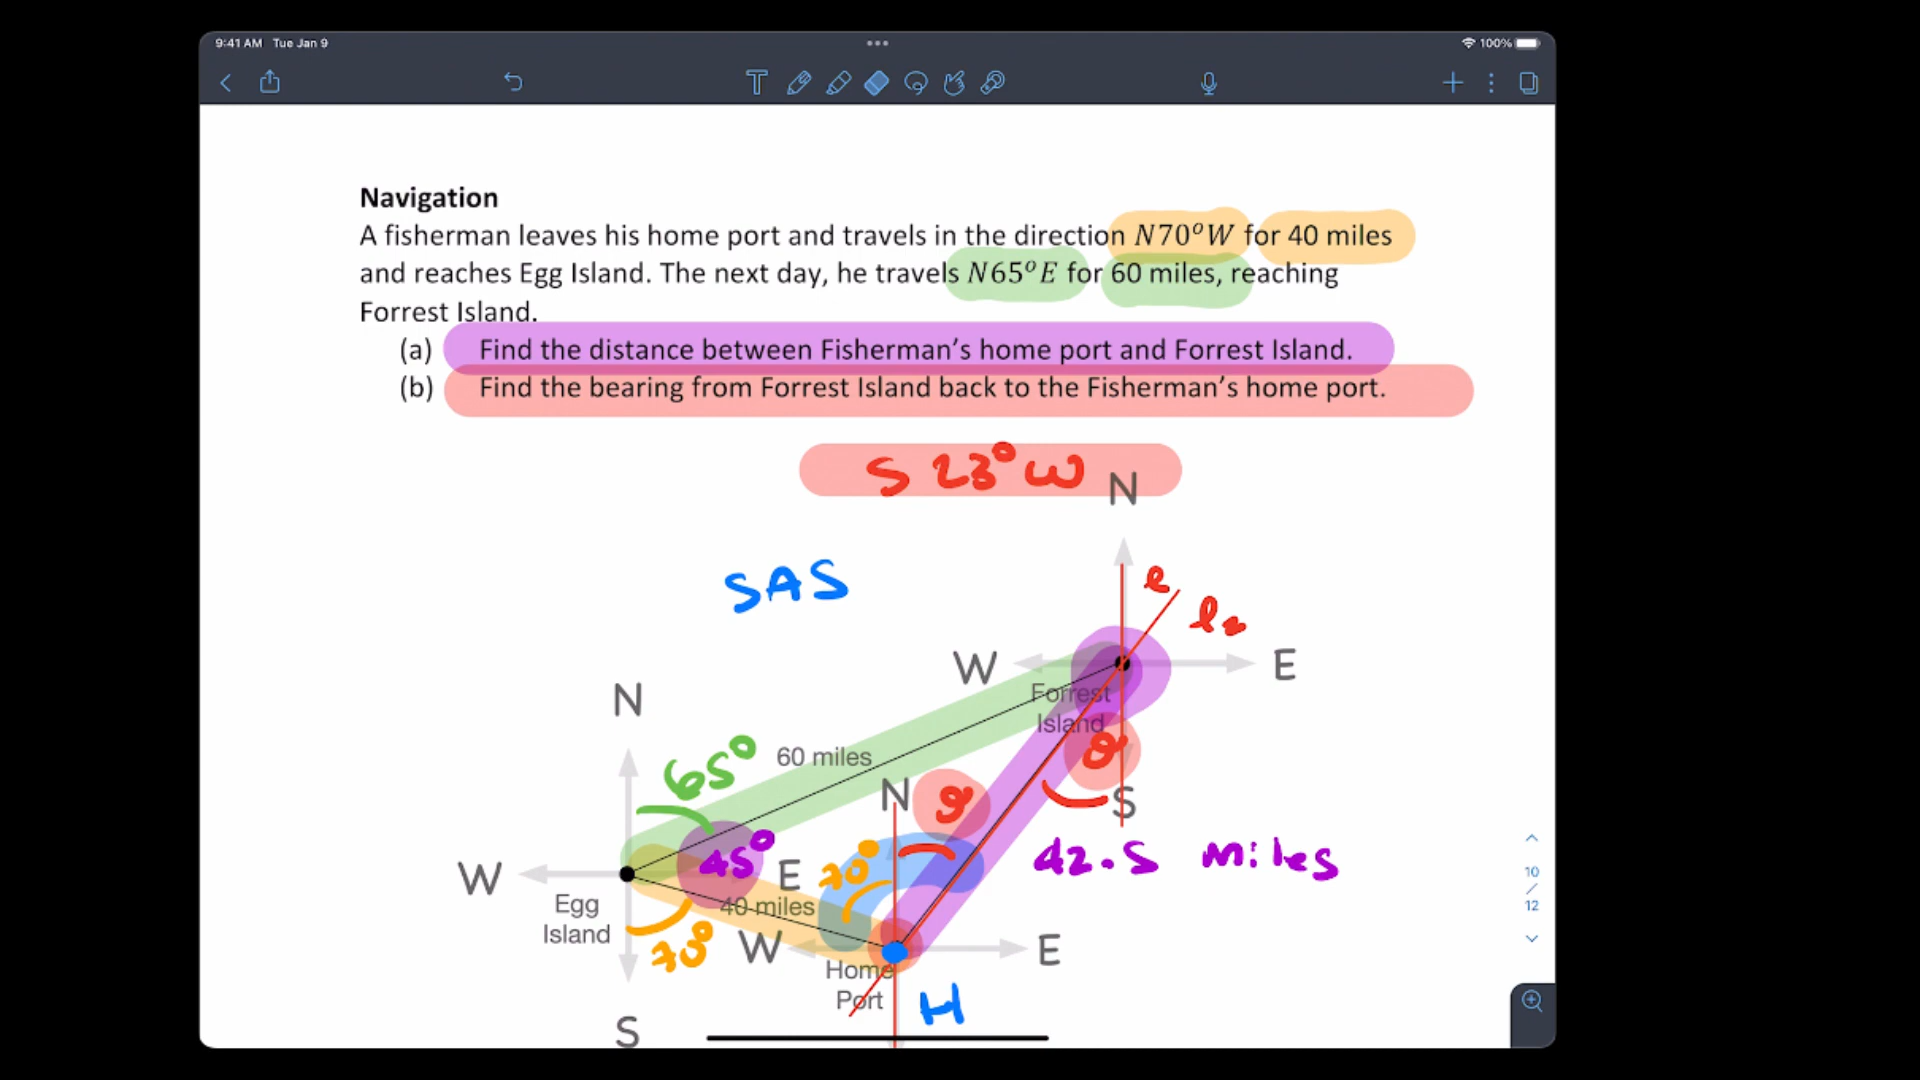 9:41 AM Tue Jan 9
100%
Navigation
A fisherman leaves his home port and travels in the direction N70°W for 40 miles
and reaches Egg Island. The next day, he travels N65°E for 60 miles, reaching
Forrest Island.
(a) Find the distance between Fisherman's home port and Forrest Island.
(b) Find the bearing from Forrest Island back to the Fisherman's home port.
S 23° W
N
SAS
W
E
Forrest
Island
N
65°
60 miles
N
S
42.5 miles
W
45°
E
70°
40 miles
Egg
Island
70°
W
E
Home
Port
H
S
10
/
12